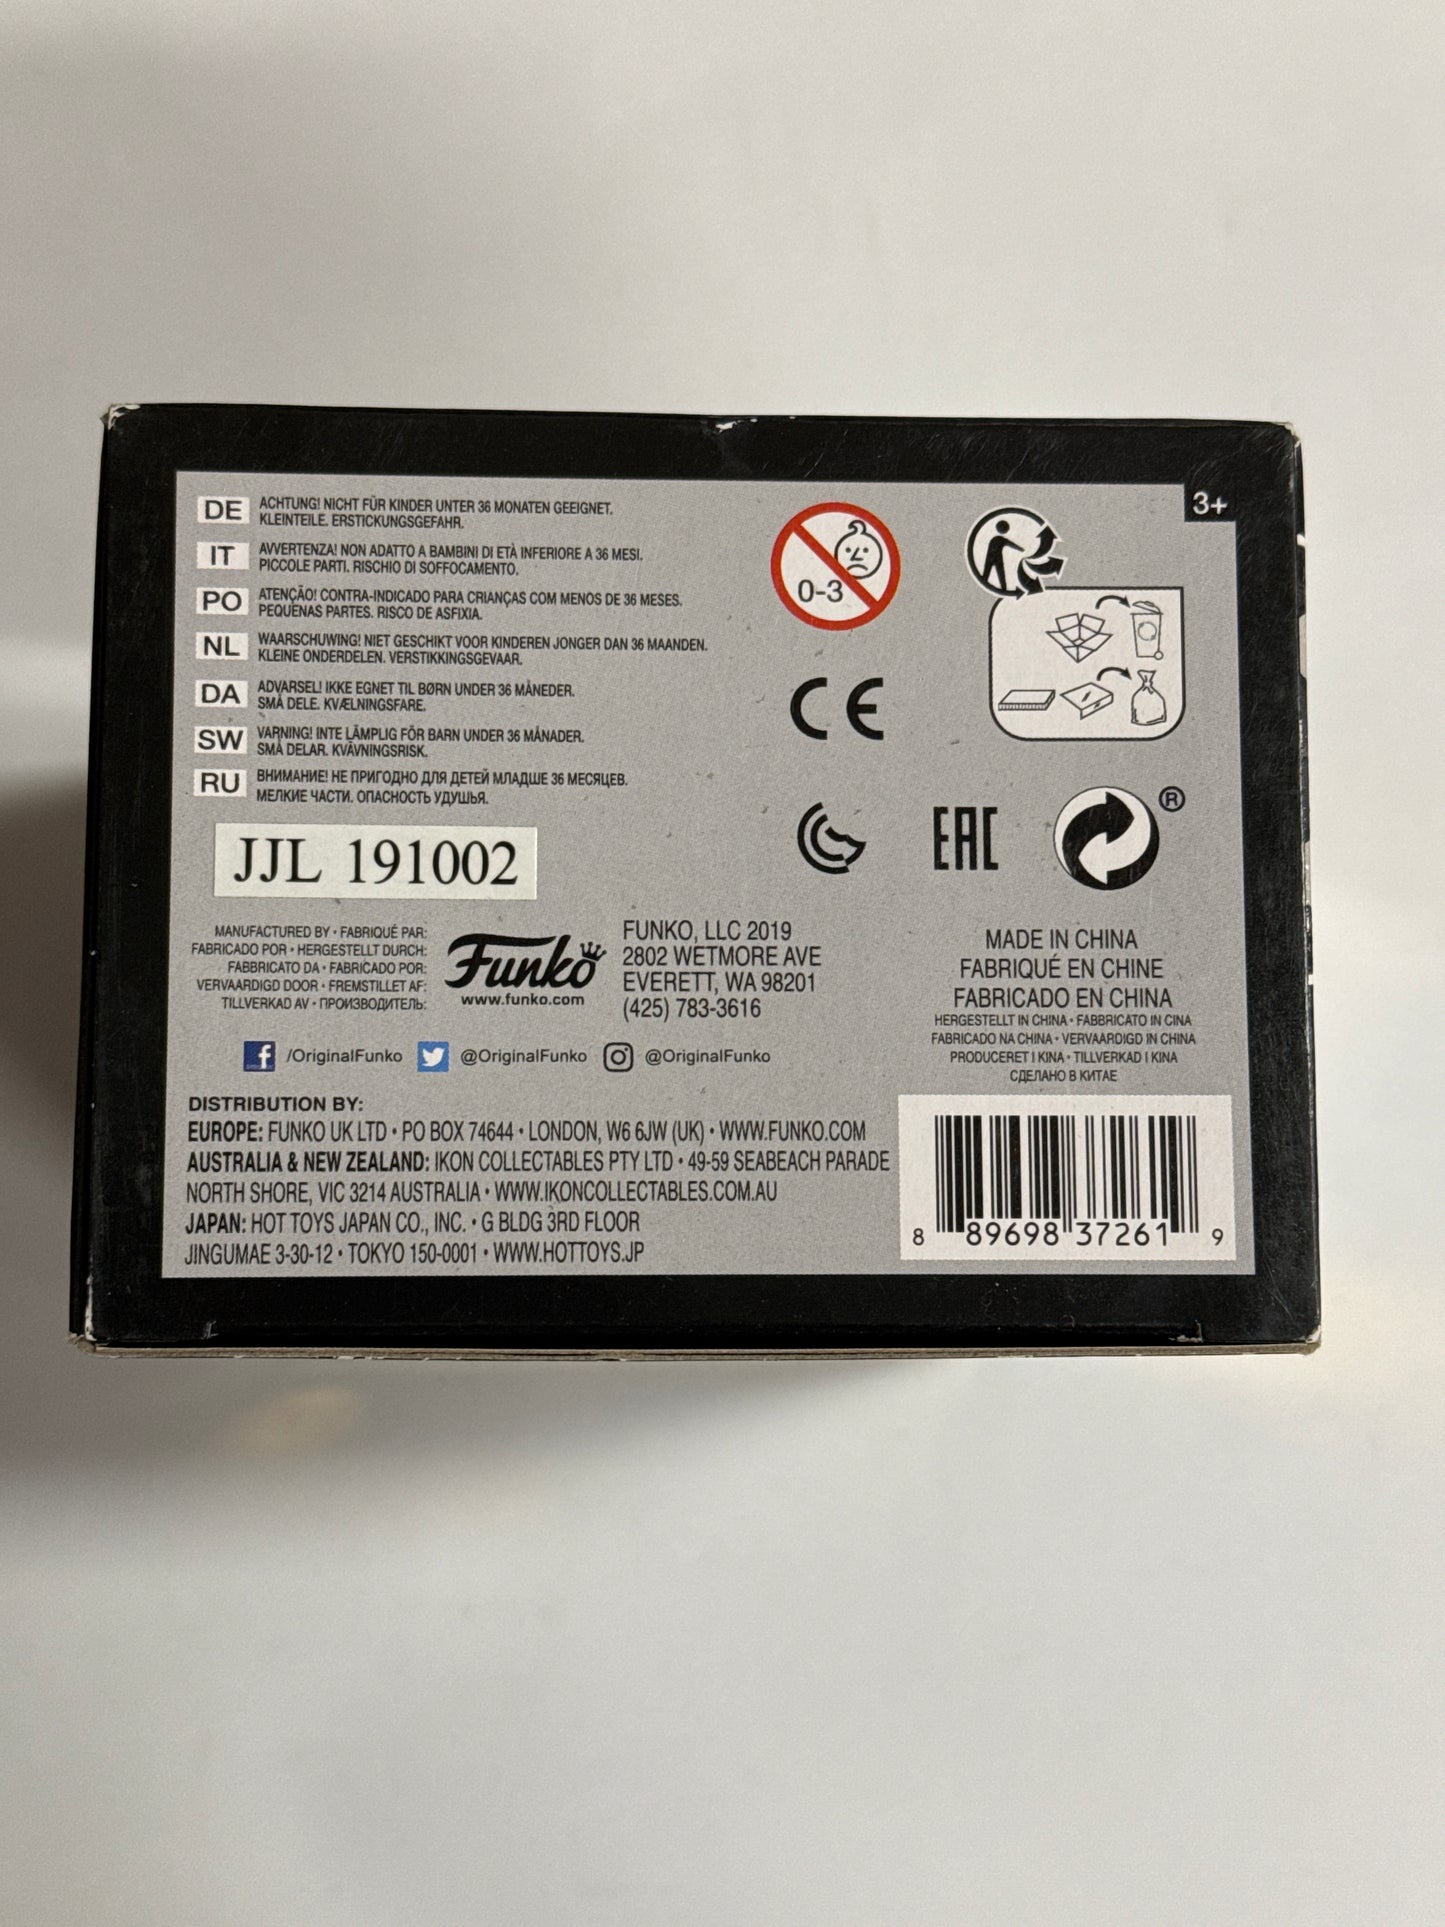 3+
DE ACHTUNG! NICHT FÜR KINDER UNTER 36 MONATEN GEEIGNET.
KLEINTEILE. ERSTICKUNGSGEFAHR.
IT AVVERTENZA! NON ADATTO A BAMBINI DI ETÀ INFERIORE A 36 MESI.
PICCOLE PARTI. RISCHIO DI SOFFOCAMENTO.
PO ATENÇÃO! CONTRA-INDICADO PARA CRIANÇAS COM MENOS DE 36 MESES.
PEQUENAS PARTES. RISCO DE ASFIXIA.
NL WAARSCHUWING! NIET GESCHIKT VOOR KINDEREN JONGER DAN 36 MAANDEN.
KLEINE ONDERDELEN. VERSTIKKINGSGEVAAR.
DA ADVARSEL! IKKE EGNET TIL BØRN UNDER 36 MÅNEDER.
SMÅ DELE. KVÆLNINGSFARE.
SW VARNING! INTE LÄMPLIG FÖR BARN UNDER 36 MÅNADER.
SMÅ DELAR. KVÄVNINGSRISK.
RU ВНИМАНИЕ! НЕ ПРИГОДНО ДЛЯ ДЕТЕЙ МЛАДШЕ 36 МЕСЯЦЕВ.
МЕЛКИЕ ЧАСТИ. ОПАСНОСТЬ УДУШЬЯ.
0-3
CE
EAC
®
JJL 191002
MANUFACTURED BY • FABRIQUÉ PAR:
FABRICADO POR • HERGESTELLT DURCH:
FABBRICATO DA • FABRICADO POR:
VERVAARDIGD DOOR • FREMSTILLET AF:
TILLVERKAD AV • ПРОИЗВОДИТЕЛЬ:
Funko
www.funko.com
FUNKO, LLC 2019
2802 WETMORE AVE
EVERETT, WA 98201
(425) 783-3616
MADE IN CHINA
FABRIQUÉ EN CHINE
FABRICADO EN CHINA
HERGESTELLT IN CHINA • FABBRICATO IN CINA
FABRICADO NA CHINA • VERVAARDIGD IN CHINA
PRODUCERET I KINA • TILLVERKAD I KINA
СДЕЛАНО В КИТАЕ
f /OriginalFunko @OriginalFunko @OriginalFunko
DISTRIBUTION BY:
EUROPE: FUNKO UK LTD • PO BOX 74644 • LONDON, W6 6JW (UK) • WWW.FUNKO.COM
AUSTRALIA & NEW ZEALAND: IKON COLLECTABLES PTY LTD • 49-59 SEABEACH PARADE
NORTH SHORE, VIC 3214 AUSTRALIA • WWW.IKONCOLLECTABLES.COM.AU
JAPAN: HOT TOYS JAPAN CO., INC. • G BLDG 3RD FLOOR
JINGUMAE 3-30-12 • TOKYO 150-0001 • WWW.HOTTOYS.JP
8 89698 37261 9